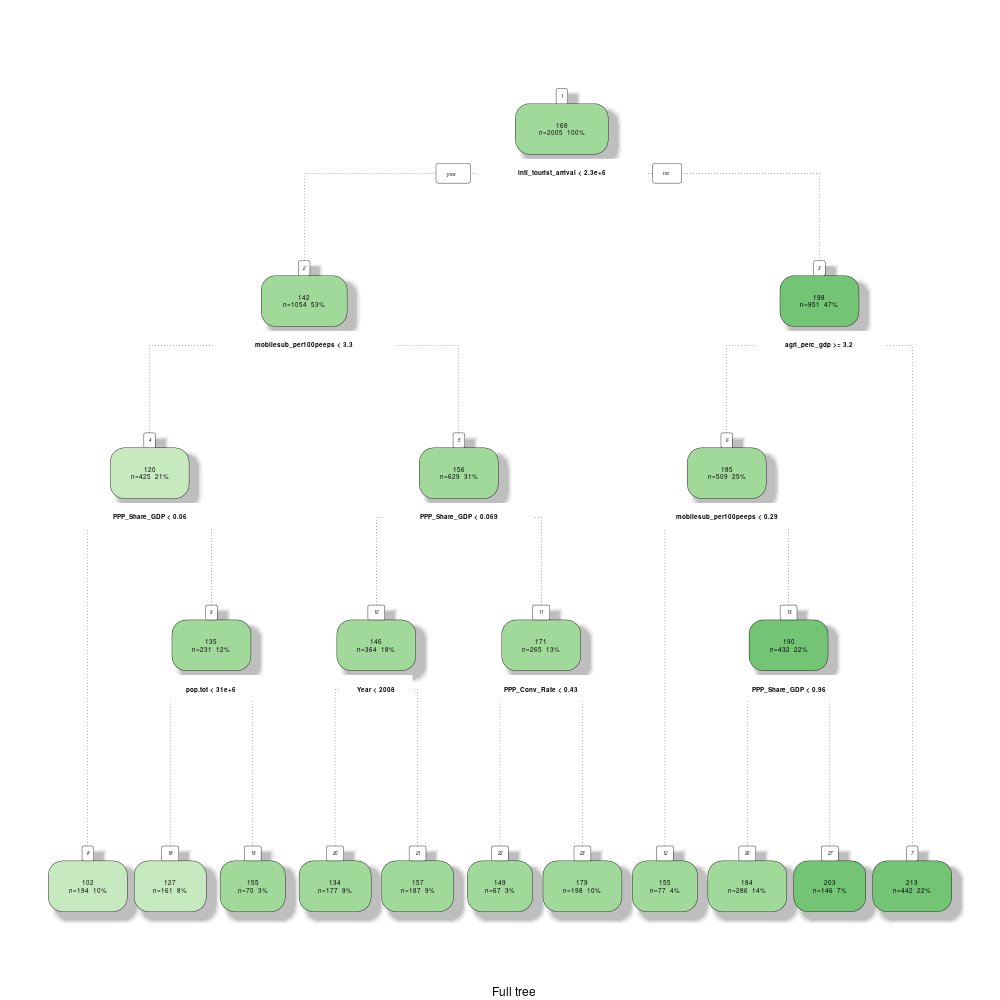 1
168
n=2005 100%
yes
intl_tourist_arrival < 2.3e+6
no
2
142
n=1054 53%
3
198
n=951 47%
mobilesub_per100peeps < 3.3
agri_perc_gdp >= 3.2
4
120
n=425 21%
5
156
n=629 31%
6
185
n=509 25%
PPP_Share_GDP < 0.06
PPP_Share_GDP < 0.069
mobilesub_per100peeps < 0.29
9
135
n=231 12%
10
146
n=364 18%
11
171
n=265 13%
13
190
n=432 22%
pop.tot < 31e+6
Year < 2008
PPP_Conv_Rate < 0.43
PPP_Share_GDP < 0.96
8
102
n=194 10%
18
127
n=161 8%
19
155
n=70 3%
20
134
n=177 9%
21
157
n=187 9%
22
149
n=67 3%
23
179
n=198 10%
12
155
n=77 4%
26
184
n=286 14%
27
203
n=146 7%
7
213
n=442 22%
Full tree